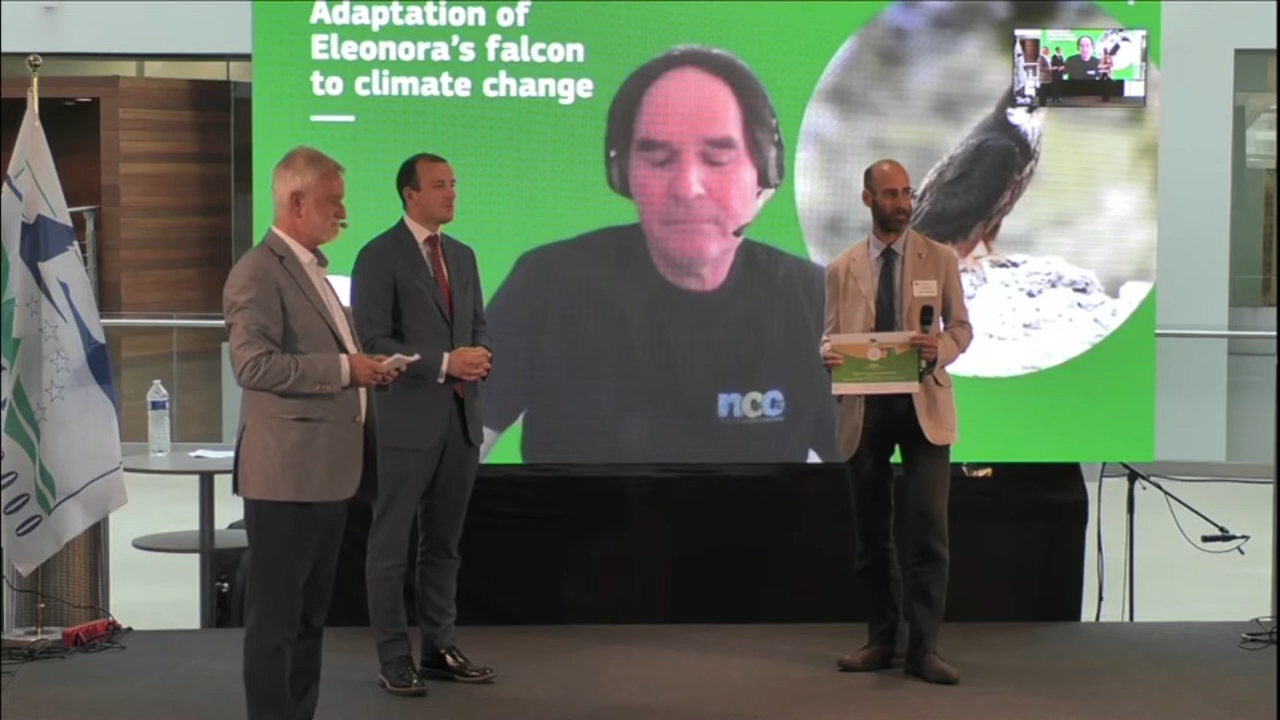 Adaptation of
Eleonora's falcon
to climate change
ncc